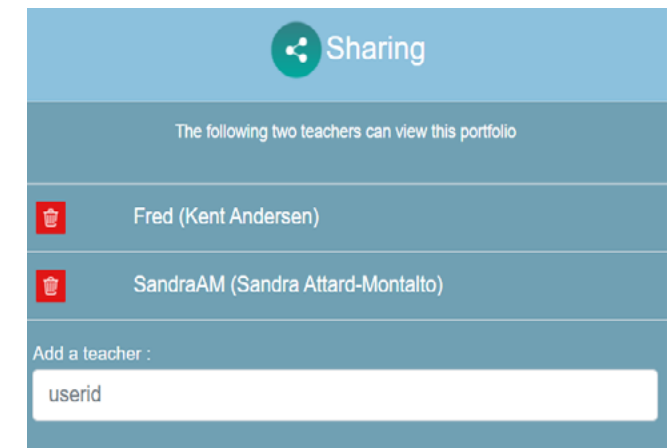 Sharing
The following two teachers can view this portfolio
Fred (Kent Andersen)
SandraAM (Sandra Attard-Montalto)
Add a teacher :
userid